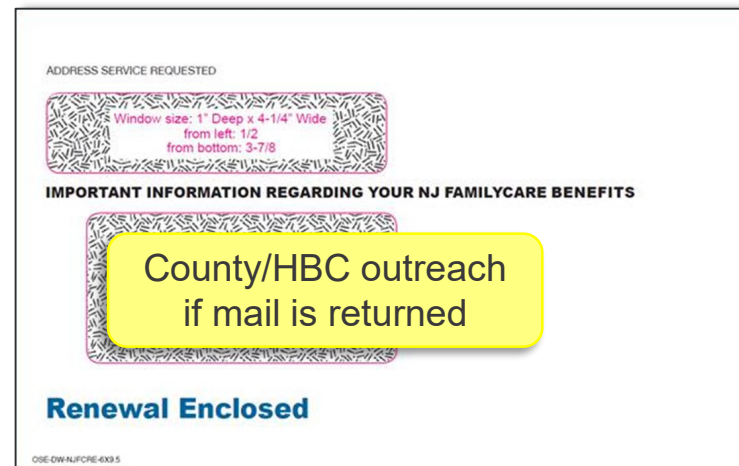 ADDRESS SERVICE REQUESTED
Window size: 1" Deep x 4-1/4" Wide
from left: 1/2
from bottom: 3-7/8
IMPORTANT INFORMATION REGARDING YOUR NJ FAMILYCARE BENEFITS
County/HBC outreach
if mail is returned
Renewal Enclosed
OSE-DW-NJFCRE-6X9.5